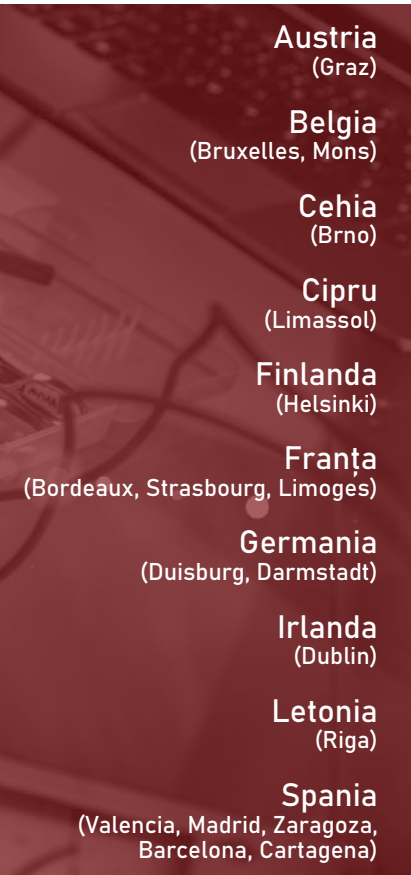 Austria
(Graz)
Belgia
(Bruxelles, Mons)
Cehia
(Brno)
Cipru
(Limassol)
Finlanda
(Helsinki)
Franța
(Bordeaux, Strasbourg, Limoges)
Germania
(Duisburg, Darmstadt)
Irlanda
(Dublin)
Letonia
(Riga)
Spania
(Valencia, Madrid, Zaragoza,
Barcelona, Cartagena)